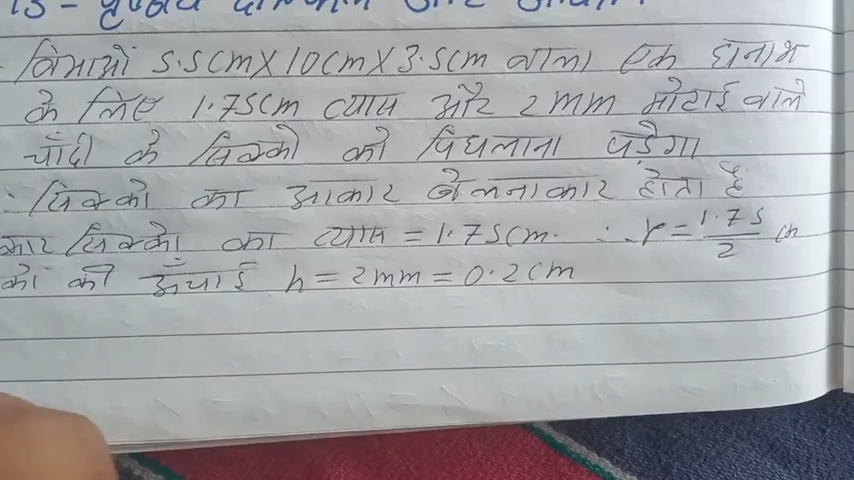 13- पृष्ठीय
विमाओं 5.5cm×10cm×3.5cm वाला एक घनाभ
के लिए 1.75cm व्यास और 2mm मोटाई वाले
चाँदी के सिक्को को पिघलाना पड़ेगा
∴ सिक्को का आकार बेलनाकार होता है
कार सिक्को का व्यास = 1.75cm. ∴ r = 1.75/2 cm
को की ऊँचाई h = 2mm = 0.2cm